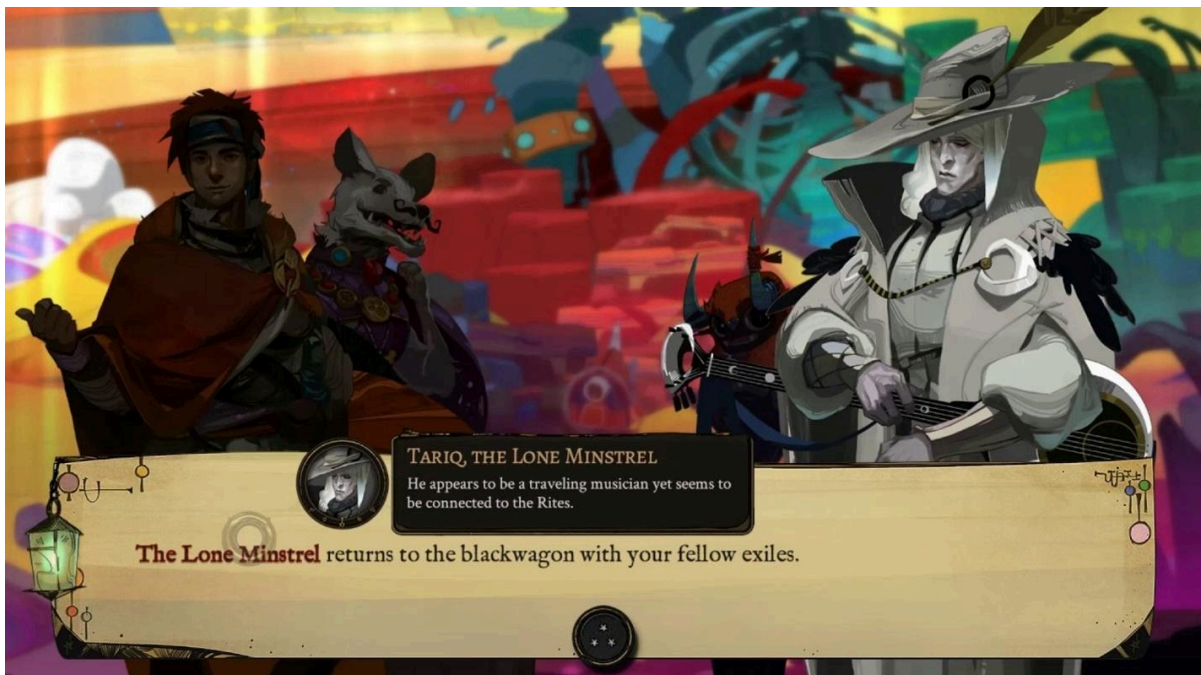 TARIQ, THE LONE MINSTREL
He appears to be a traveling musician yet seems to
be connected to the Rites.
The Lone Minstrel returns to the blackwagon with your fellow exiles.